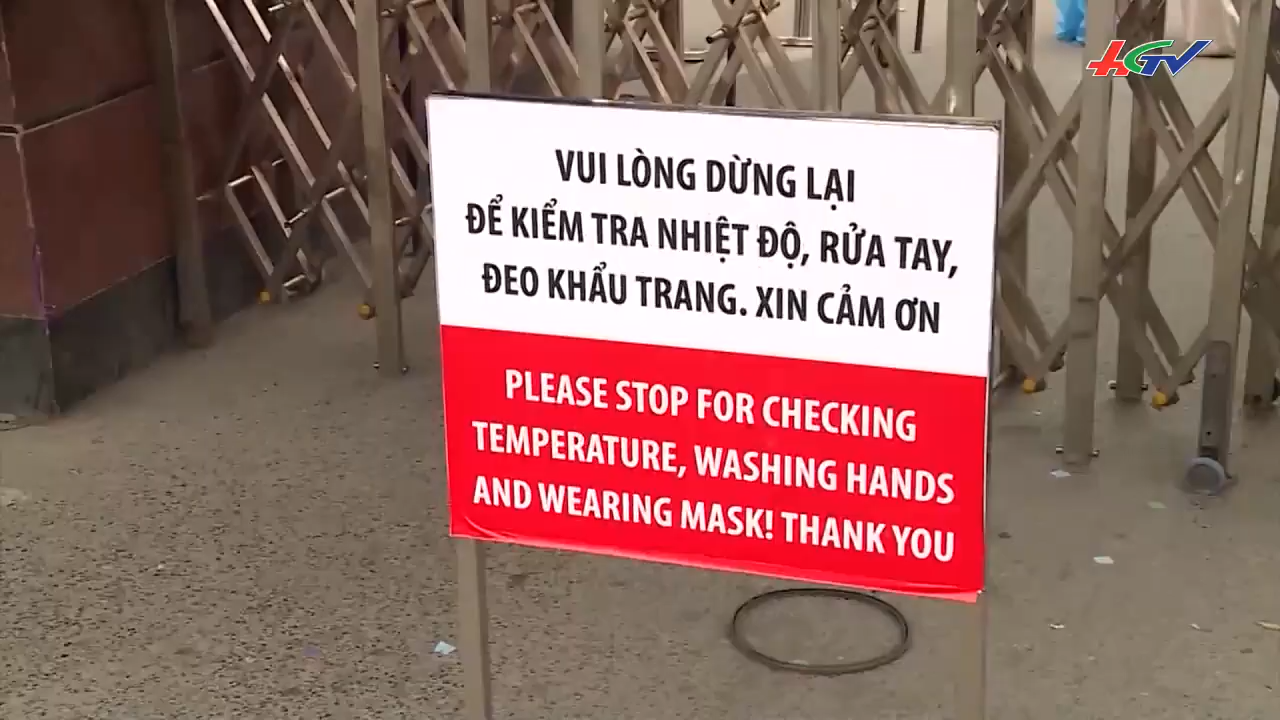 HGTV
VUI LÒNG DỪNG LẠI
ĐỂ KIỂM TRA NHIỆT ĐỘ, RỬA TAY,
ĐEO KHẨU TRANG. XIN CẢM ƠN
PLEASE STOP FOR CHECKING
TEMPERATURE, WASHING HANDS
AND WEARING MASK! THANK YOU